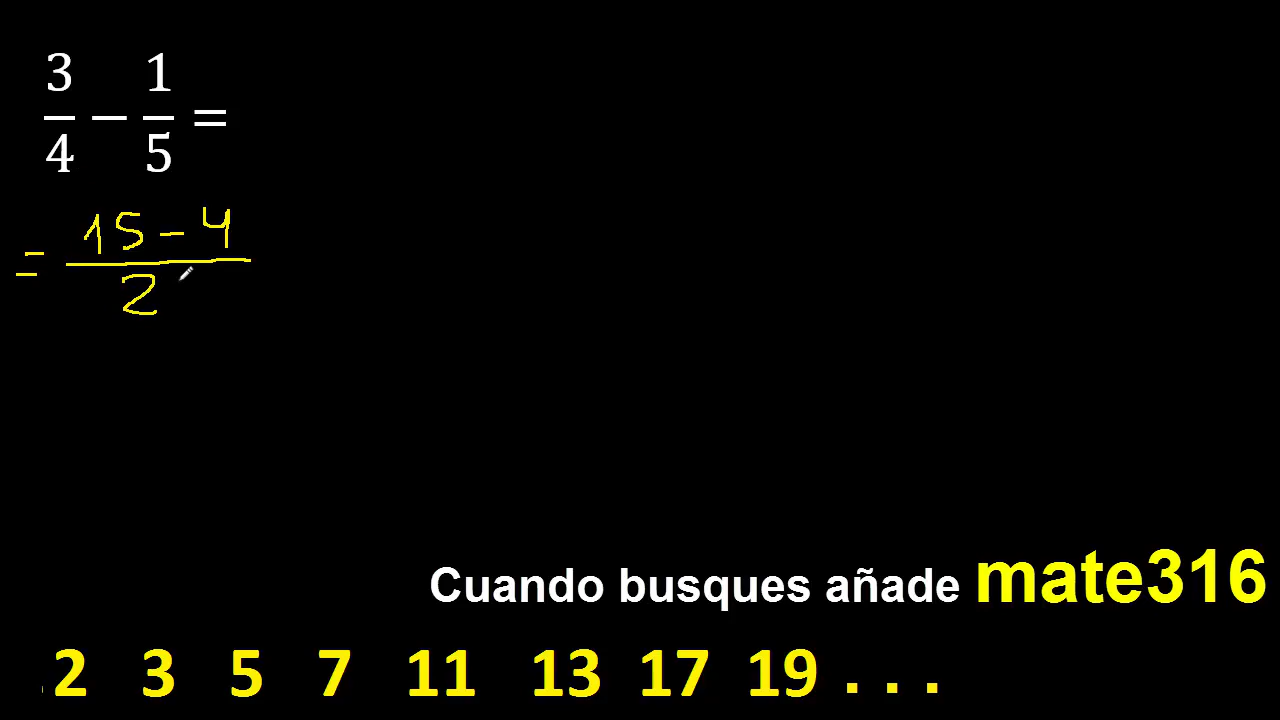 3/4 − 1/5 =
= 15 − 4 / 2
Cuando busques añade mate316
2 3 5 7 11 13 17 19 . . .